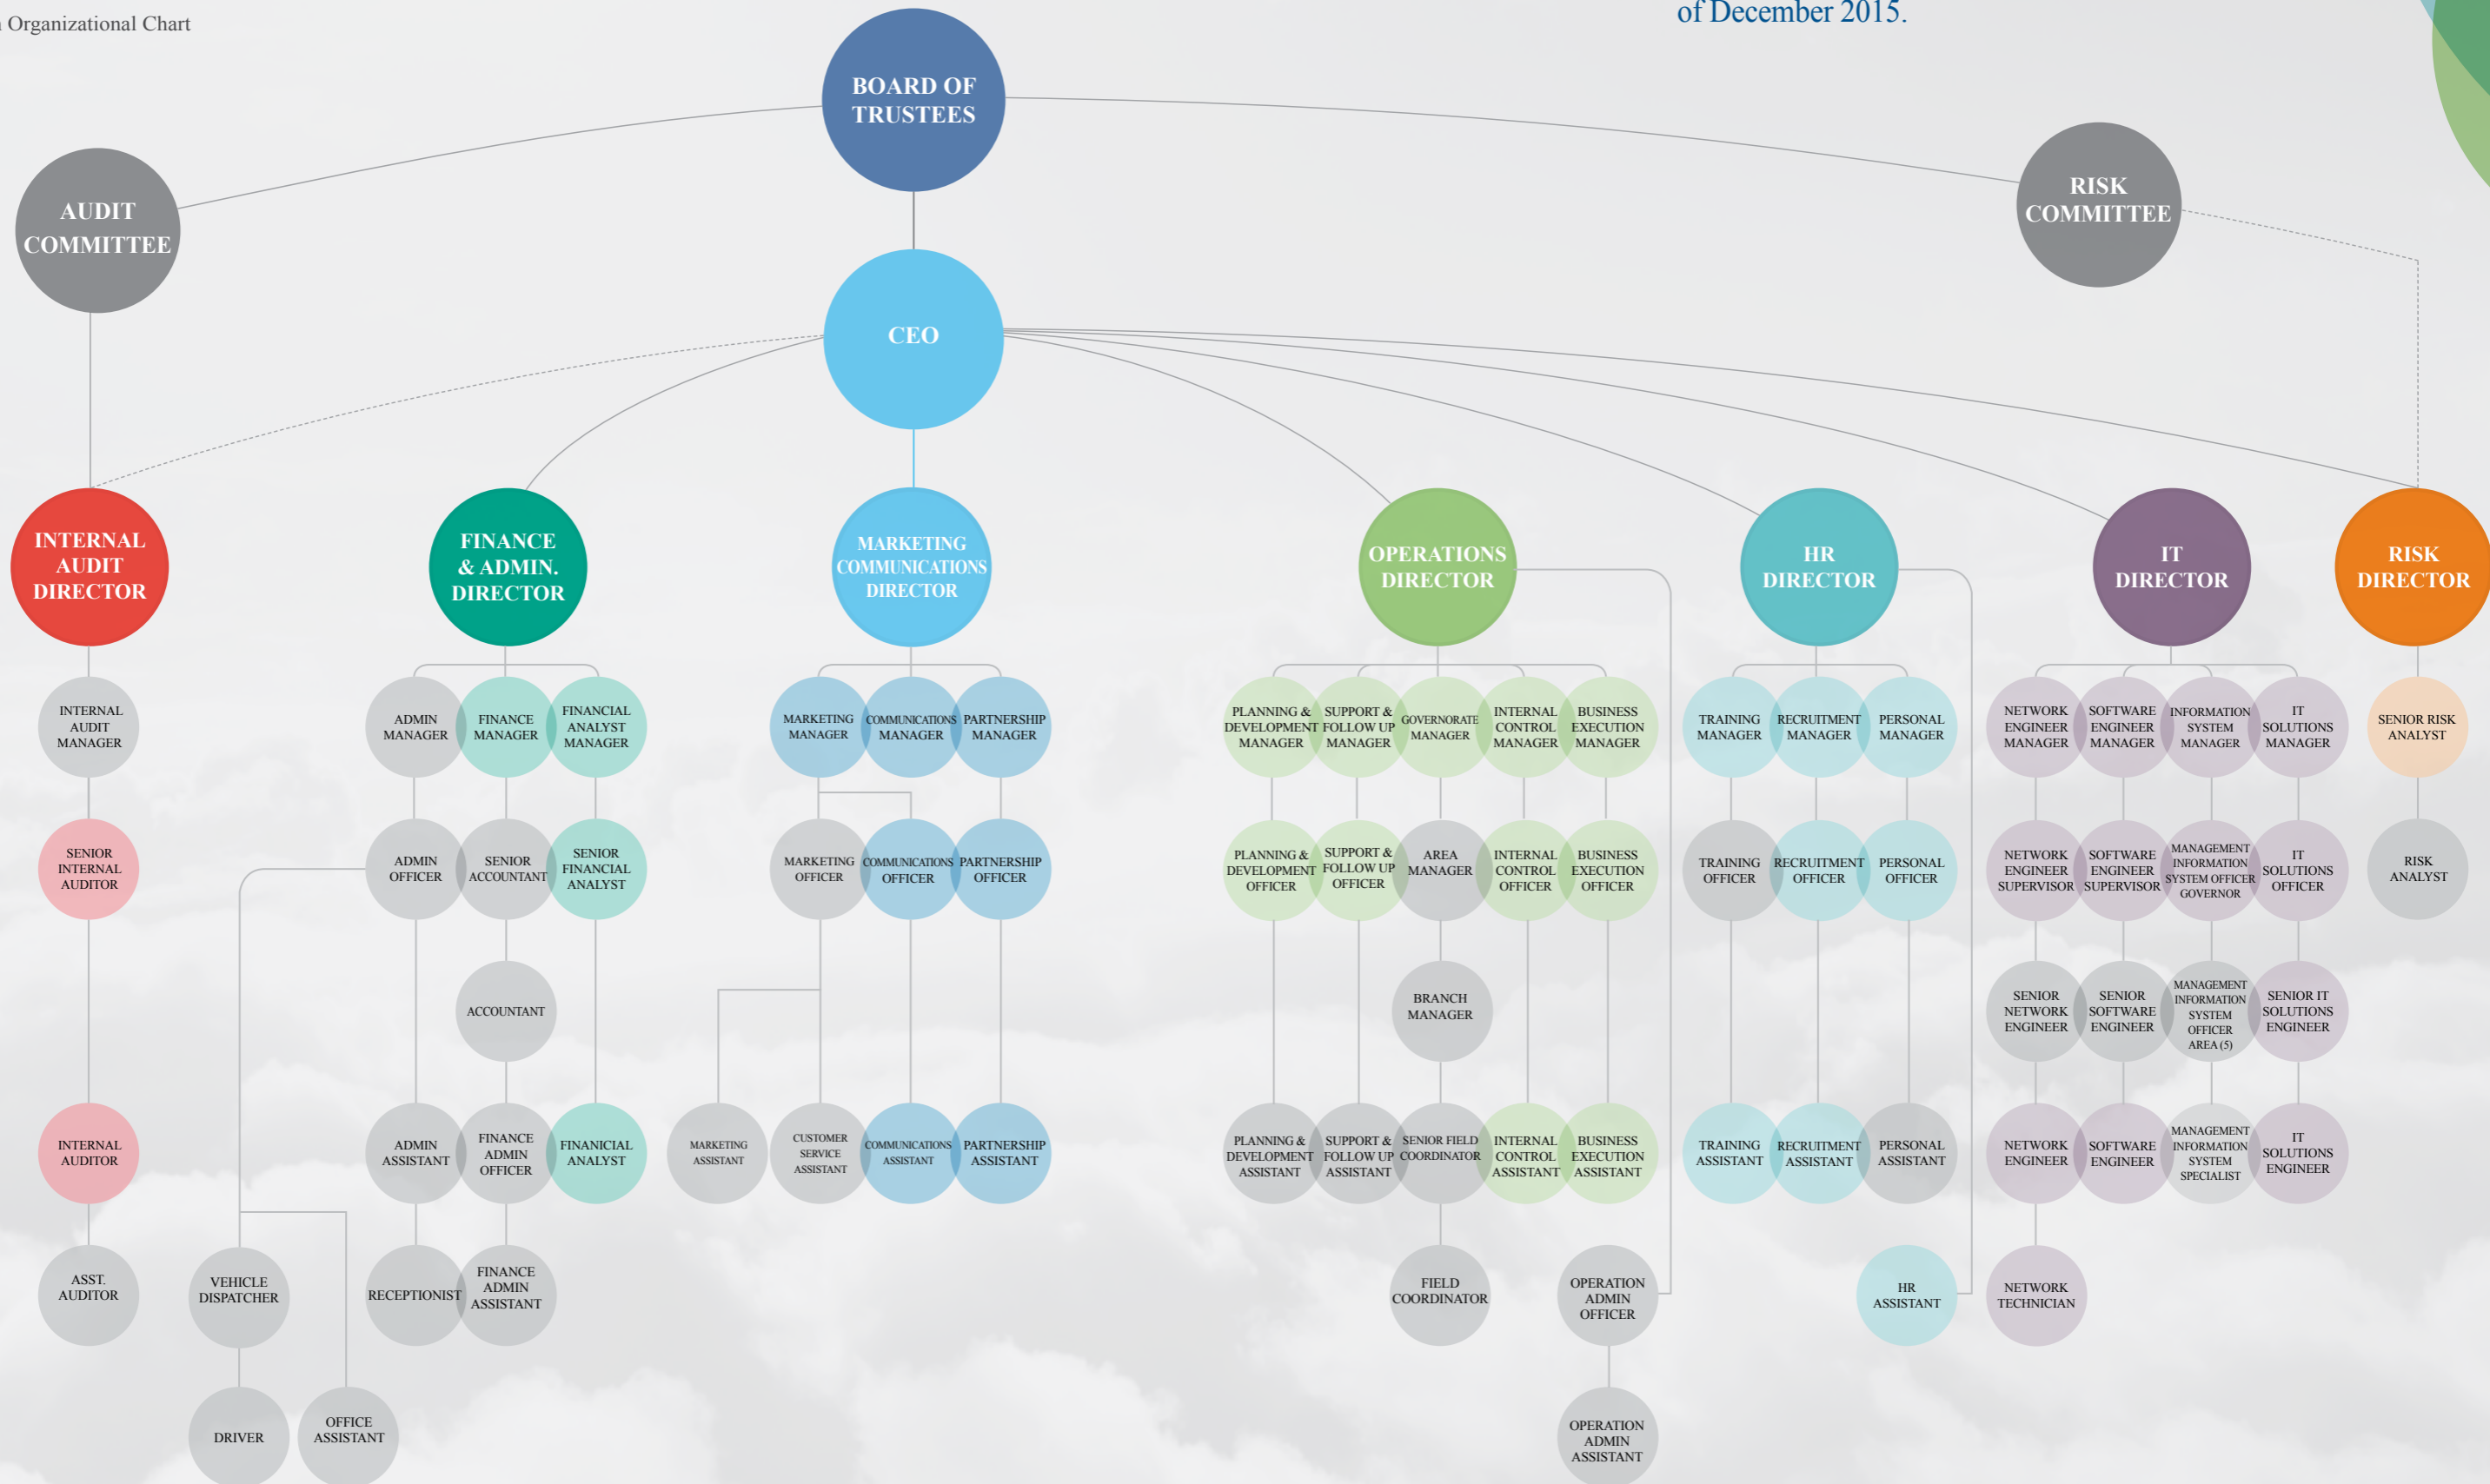 Organizational Chart
of December 2015.
BOARD OF
TRUSTEES
AUDIT
COMMITTEE
RISK
COMMITTEE
CEO
INTERNAL
AUDIT
DIRECTOR
FINANCE
& ADMIN.
DIRECTOR
MARKETING
COMMUNICATIONS
DIRECTOR
OPERATIONS
DIRECTOR
HR
DIRECTOR
IT
DIRECTOR
RISK
DIRECTOR
INTERNAL
AUDIT
MANAGER
ADMIN
MANAGER
FINANCE
MANAGER
FINANCIAL
ANALYST
MANAGER
MARKETING
MANAGER
COMMUNICATIONS
MANAGER
PARTNERSHIP
MANAGER
PLANNING &
DEVELOPMENT
MANAGER
SUPPORT &
FOLLOW UP
MANAGER
GOVERNORATE
MANAGER
INTERNAL
CONTROL
MANAGER
BUSINESS
EXECUTION
MANAGER
TRAINING
MANAGER
RECRUITMENT
MANAGER
PERSONAL
MANAGER
NETWORK
ENGINEER
MANAGER
SOFTWARE
ENGINEER
MANAGER
INFORMATION
SYSTEM
MANAGER
IT
SOLUTIONS
MANAGER
SENIOR RISK
ANALYST
SENIOR
INTERNAL
AUDITOR
ADMIN
OFFICER
SENIOR
ACCOUNTANT
SENIOR
FINANCIAL
ANALYST
MARKETING
OFFICER
COMMUNICATIONS
OFFICER
PARTNERSHIP
OFFICER
PLANNING &
DEVELOPMENT
OFFICER
SUPPORT &
FOLLOW UP
OFFICER
AREA
MANAGER
INTERNAL
CONTROL
OFFICER
BUSINESS
EXECUTION
OFFICER
TRAINING
OFFICER
RECRUITMENT
OFFICER
PERSONAL
OFFICER
NETWORK
ENGINEER
SUPERVISOR
SOFTWARE
ENGINEER
SUPERVISOR
MANAGEMENT
INFORMATION
SYSTEM OFFICER
GOVERNOR
IT
SOLUTIONS
OFFICER
RISK
ANALYST
ACCOUNTANT
BRANCH
MANAGER
SENIOR
NETWORK
ENGINEER
SENIOR
SOFTWARE
ENGINEER
MANAGEMENT
INFORMATION
SYSTEM
OFFICER
AREA (5)
SENIOR IT
SOLUTIONS
ENGINEER
INTERNAL
AUDITOR
ADMIN
ASSISTANT
FINANCE
ADMIN
OFFICER
FINANICIAL
ANALYST
MARKETING
ASSISTANT
CUSTOMER
SERVICE
ASSISTANT
COMMUNICATIONS
ASSISTANT
PARTNERSHIP
ASSISTANT
PLANNING &
DEVELOPMENT
ASSISTANT
SUPPORT &
FOLLOW UP
ASSISTANT
SENIOR FIELD
COORDINATOR
INTERNAL
CONTROL
ASSISTANT
BUSINESS
EXECUTION
ASSISTANT
TRAINING
ASSISTANT
RECRUITMENT
ASSISTANT
PERSONAL
ASSISTANT
NETWORK
ENGINEER
SOFTWARE
ENGINEER
MANAGEMENT
INFORMATION
SYSTEM
SPECIALIST
IT
SOLUTIONS
ENGINEER
ASST.
AUDITOR
VEHICLE
DISPATCHER
RECEPTIONIST
FINANCE
ADMIN
ASSISTANT
FIELD
COORDINATOR
OPERATION
ADMIN
OFFICER
HR
ASSISTANT
NETWORK
TECHNICIAN
DRIVER
OFFICE
ASSISTANT
OPERATION
ADMIN
ASSISTANT